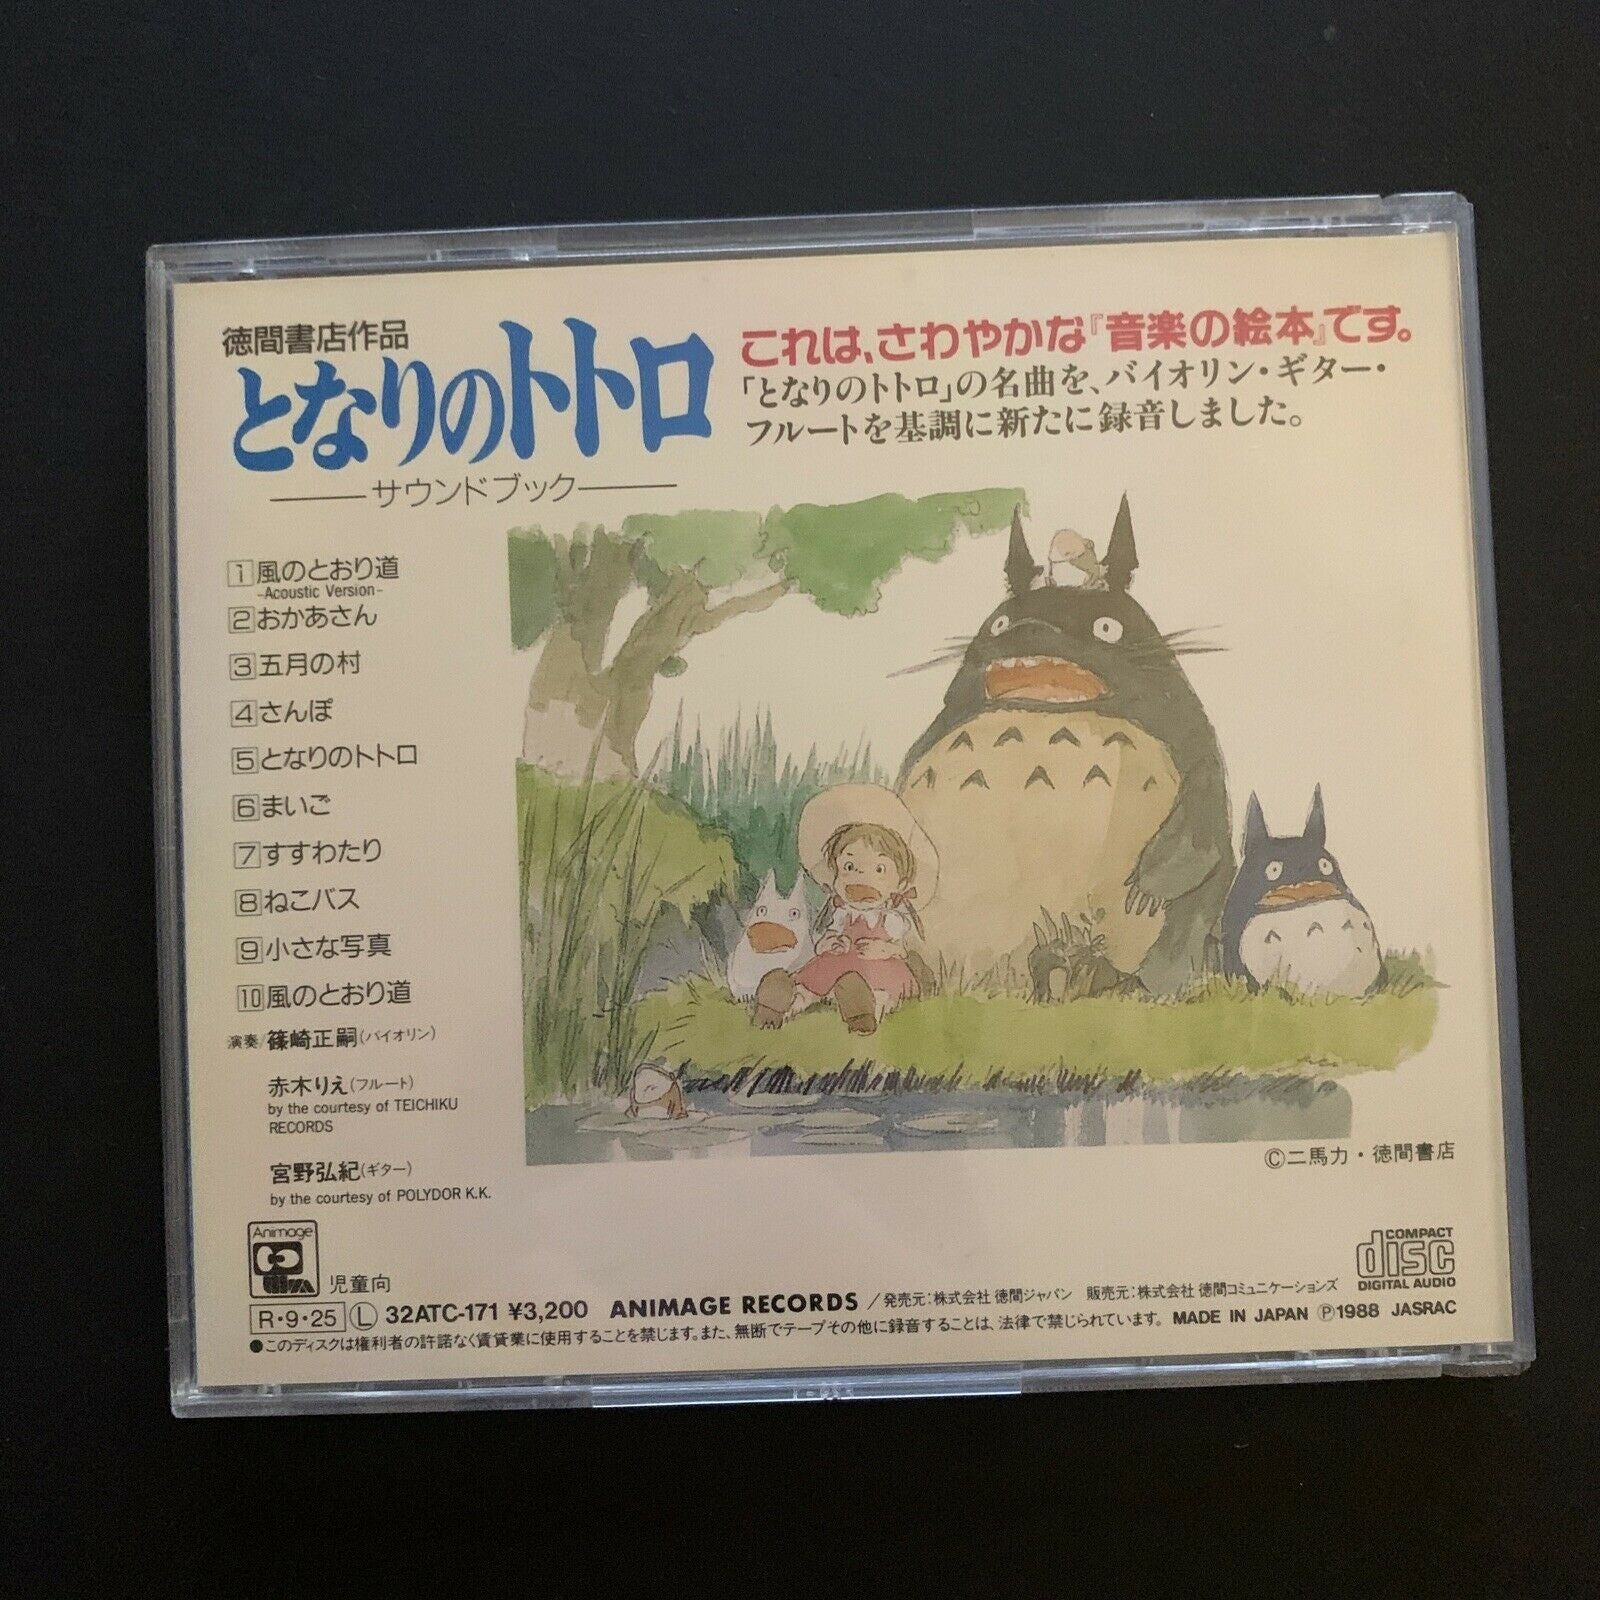 徳間書店作品
となりのトトロ
サウンドブック
これは、さわやかな『音楽の絵本』です。
「となりのトトロ」の名曲を、バイオリン・ギター・
フルートを基調に新たに録音しました。
1 風のとおり道
-Acoustic Version-
2 おかあさん
3 五月の村
4 さんぽ
5 となりのトトロ
6 まいご
7 すすわたり
8 ねこバス
9 小さな写真
10 風のとおり道
演奏/篠崎正嗣(バイオリン)
赤木りえ(フルート)
by the courtesy of TEICHIKU
RECORDS
宮野弘紀(ギター)
by the courtesy of POLYDOR K.K.
©二馬力・徳間書店
Animage
児童向
COMPACT
disc
DIGITAL AUDIO
R・9・25 Ⓛ 32ATC-171 ¥3,200 ANIMAGE RECORDS /発売元:株式会社 徳間ジャパン 販売元:株式会社 徳間コミュニケーションズ
●このディスクは権利者の許諾なく賃貸業に使用することを禁じます。また、無断でテープその他に録音することは、法律で禁じられています。 MADE IN JAPAN Ⓟ1988 JASRAC